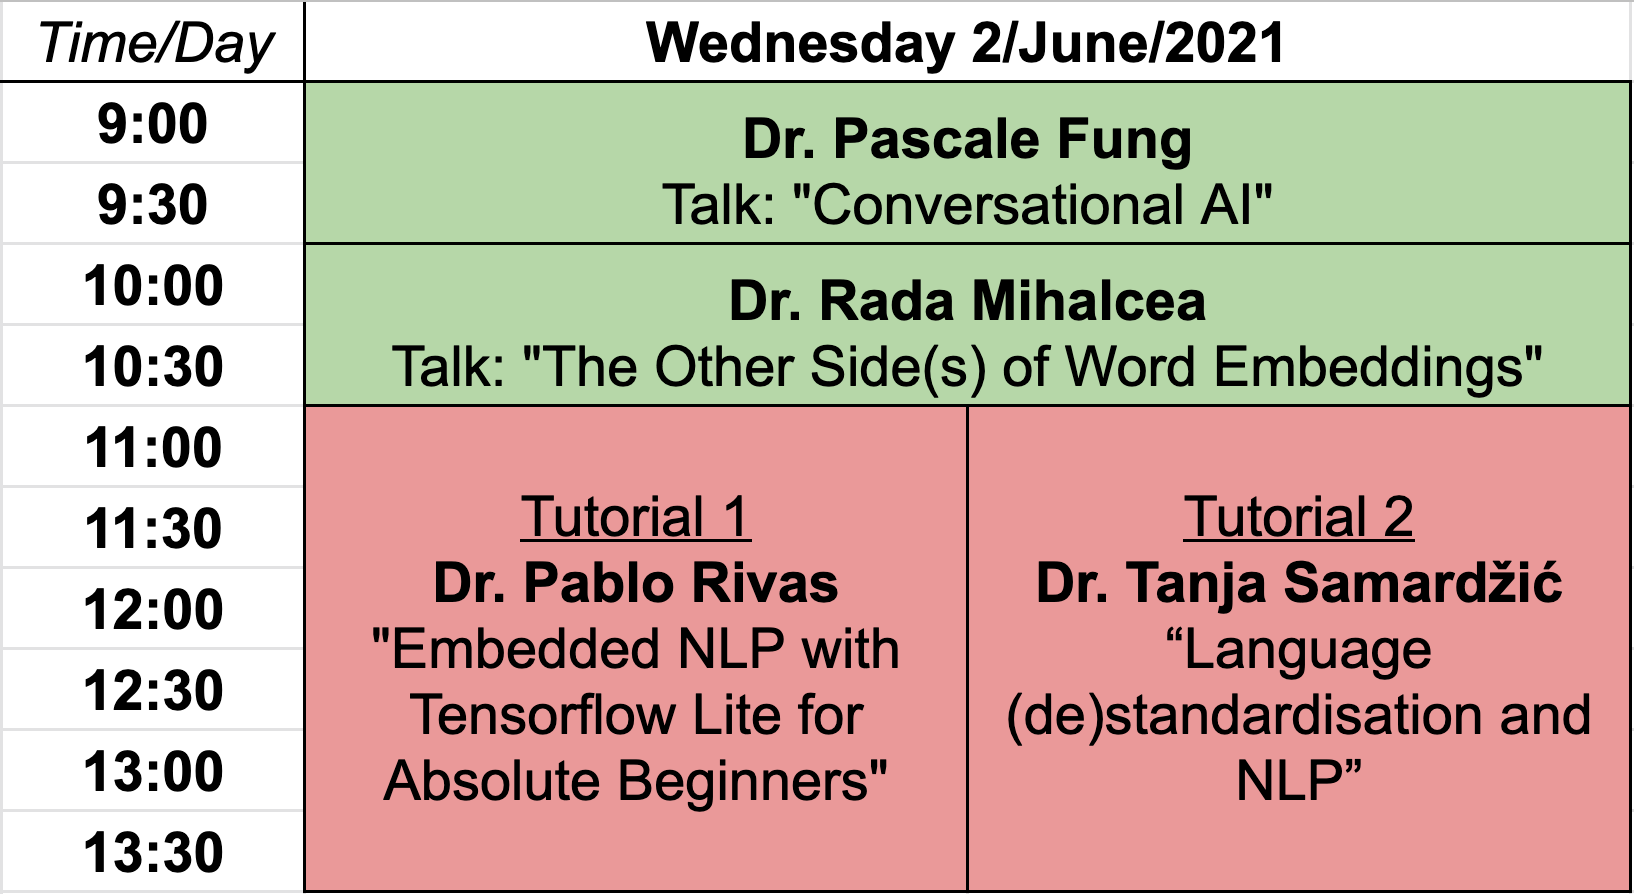 Time/Day
Wednesday 2/June/2021
9:00
9:30
Dr. Pascale Fung
Talk: "Conversational AI"
10:00
10:30
Dr. Rada Mihalcea
Talk: "The Other Side(s) of Word Embeddings"
11:00
11:30
12:00
12:30
13:00
13:30
Tutorial 1
Dr. Pablo Rivas
"Embedded NLP with
Tensorflow Lite for
Absolute Beginners"
Tutorial 2
Dr. Tanja Samardžić
“Language
(de)standardisation and
NLP”